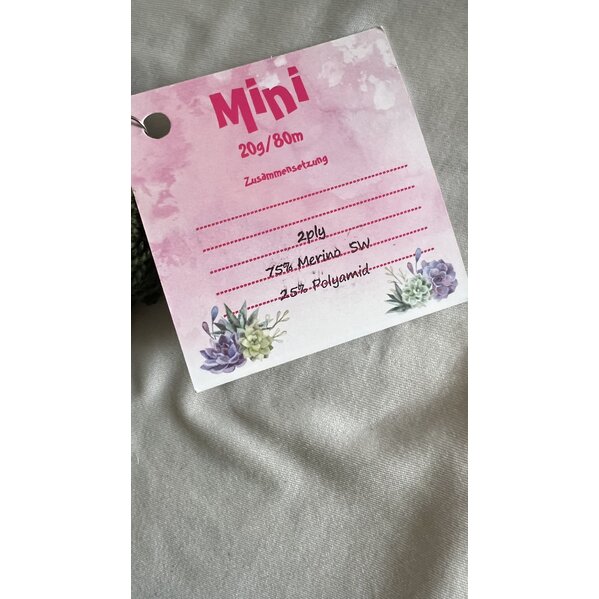 Mini
20g/80m
Zusammensetzung
2ply
75% Merino SW
25% Polyamid